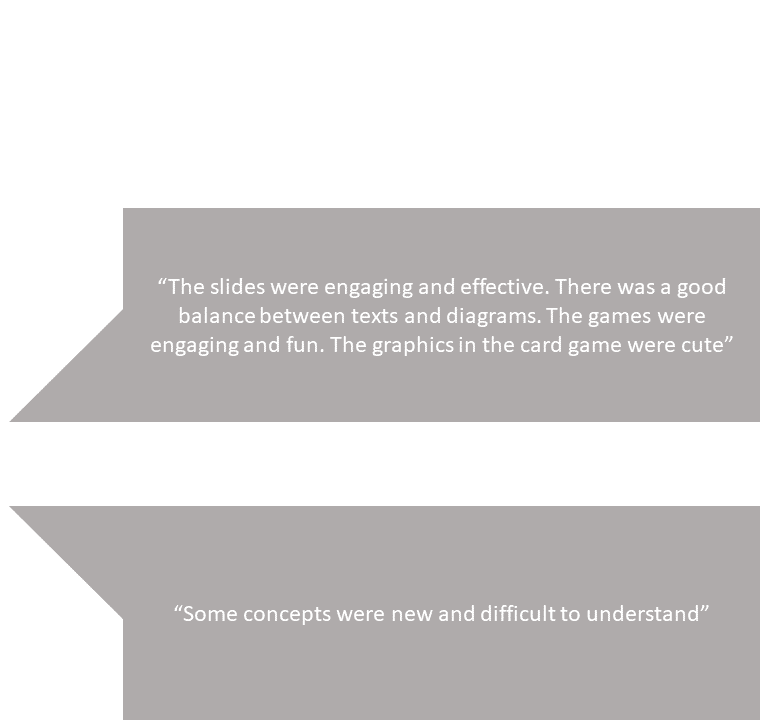 “The slides were engaging and effective. There was a good
balance between texts and diagrams. The games were
engaging and fun. The graphics in the card game were cute”
“Some concepts were new and difficult to understand”